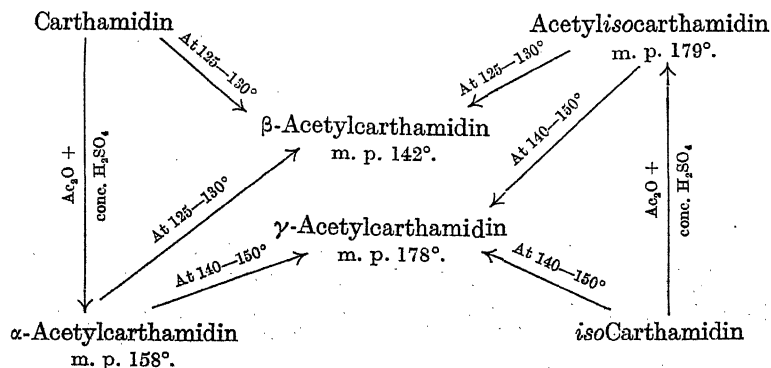 Carthamidin
Acetylisocarthamidin
m. p. 179°.
At 125—130°
At 125—130°
β-Acetylcarthamidin
m. p. 142°.
At 140—150°
Ac₂O +
conc. H₂SO₄
Ac₂O +
conc. H₂SO₄
At 125—130°
γ-Acetylcarthamidin
m. p. 178°.
At 140—150°
At 140—150°
α-Acetylcarthamidin
m. p. 158°.
isoCarthamidin